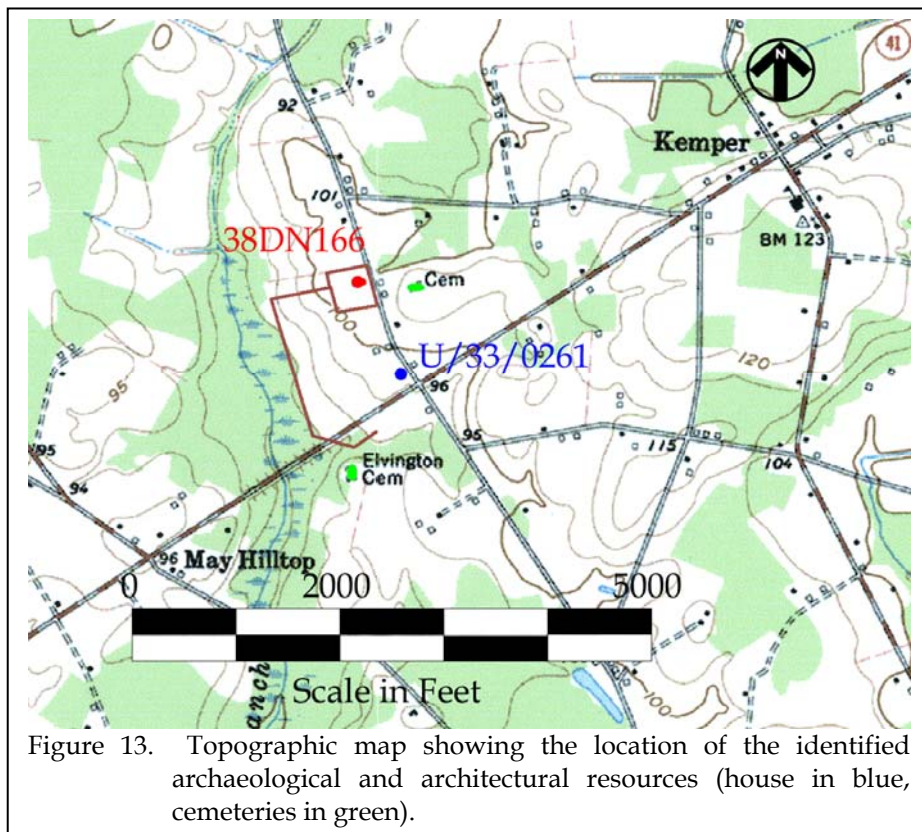 N
41
92
Kemper
101
38DN166
BM 123
Cem
100
U/33/0261
96
120
95
95
115
104
95
94
Elvington
Cem
96 May Hilltop
0 2000 5000
100
anch
Scale in Feet
Figure 13. Topographic map showing the location of the identified
archaeological and architectural resources (house in blue,
cemeteries in green).